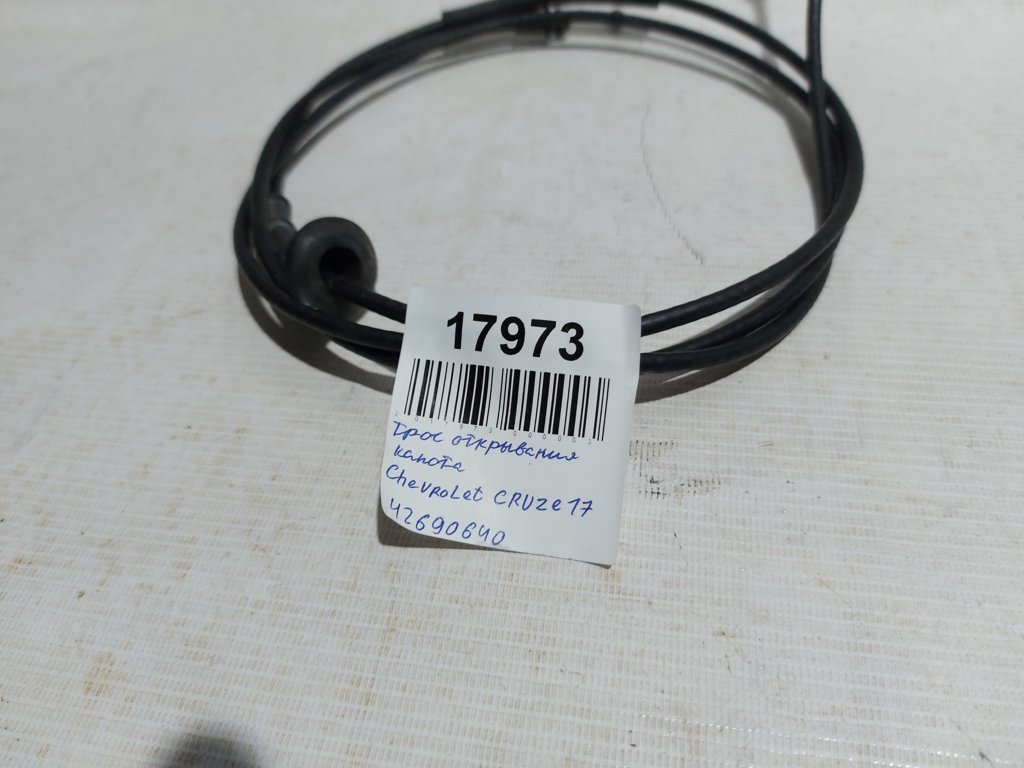 17973
Трос открывания
капота
Chevrolet CRUze 17
42690640